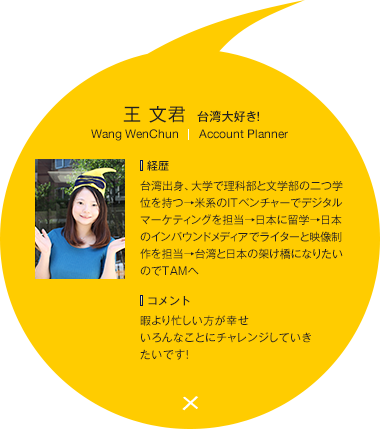 王 文君 台湾大好き!
Wang WenChun | Account Planner
経歴
台湾出身、大学で理科部と文学部の二つ学
位を持つ→米系のITベンチャーでデジタル
マーケティングを担当→日本に留学→日本
のインバウンドメディアでライターと映像制
作を担当→台湾と日本の架け橋になりたい
のでTAMへ
コメント
暇より忙しい方が幸せ
いろんなことにチャレンジしていき
たいです!